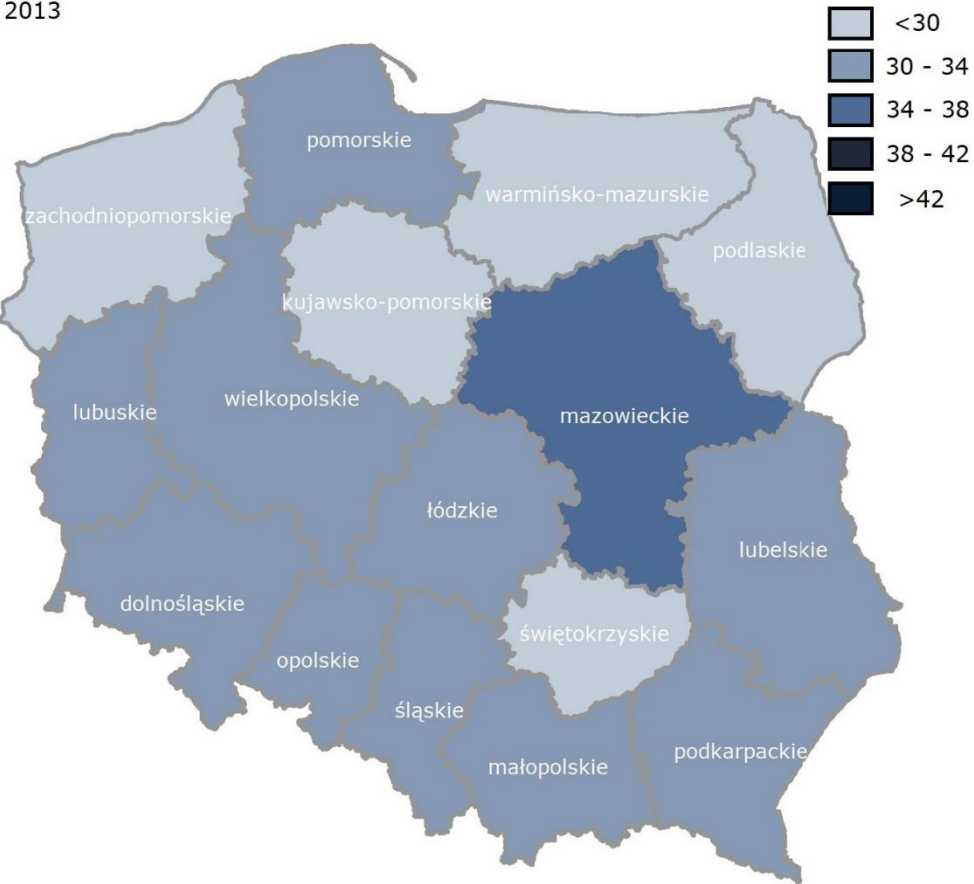 2013
<30
30 - 34
34 - 38
38 - 42
>42
pomorskie
warmińsko-mazurskie
zachodniopomorskie
podlaskie
kujawsko-pomorskie
wielkopolskie
lubuskie
mazowieckie
łódzkie
lubelskie
dolnośląskie
świętokrzyskie
opolskie
śląskie
podkarpackie
małopolskie